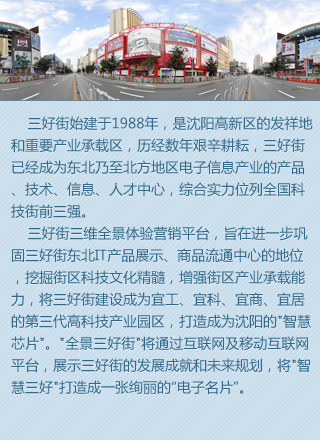 三好街始建于1988年，是沈阳高新区的发祥地
和重要产业承载区，历经数年艰辛耕耘，三好街
已经成为东北乃至北方地区电子信息产业的产品
、技术、信息、人才中心，综合实力位列全国科
技街前三强。
三好街三维全景体验营销平台，旨在进一步巩
固三好街东北IT产品展示、商品流通中心的地位
，挖掘街区科技文化精髓，增强街区产业承载能
力，将三好街建设成为宜工、宜科、宜商、宜居
的第三代高科技产业园区，打造成为沈阳的"智慧
芯片"。"全景三好街"将通过互联网及移动互联网
平台，展示三好街的发展成就和未来规划，将"智
慧三好"打造成一张绚丽的“电子名片”。